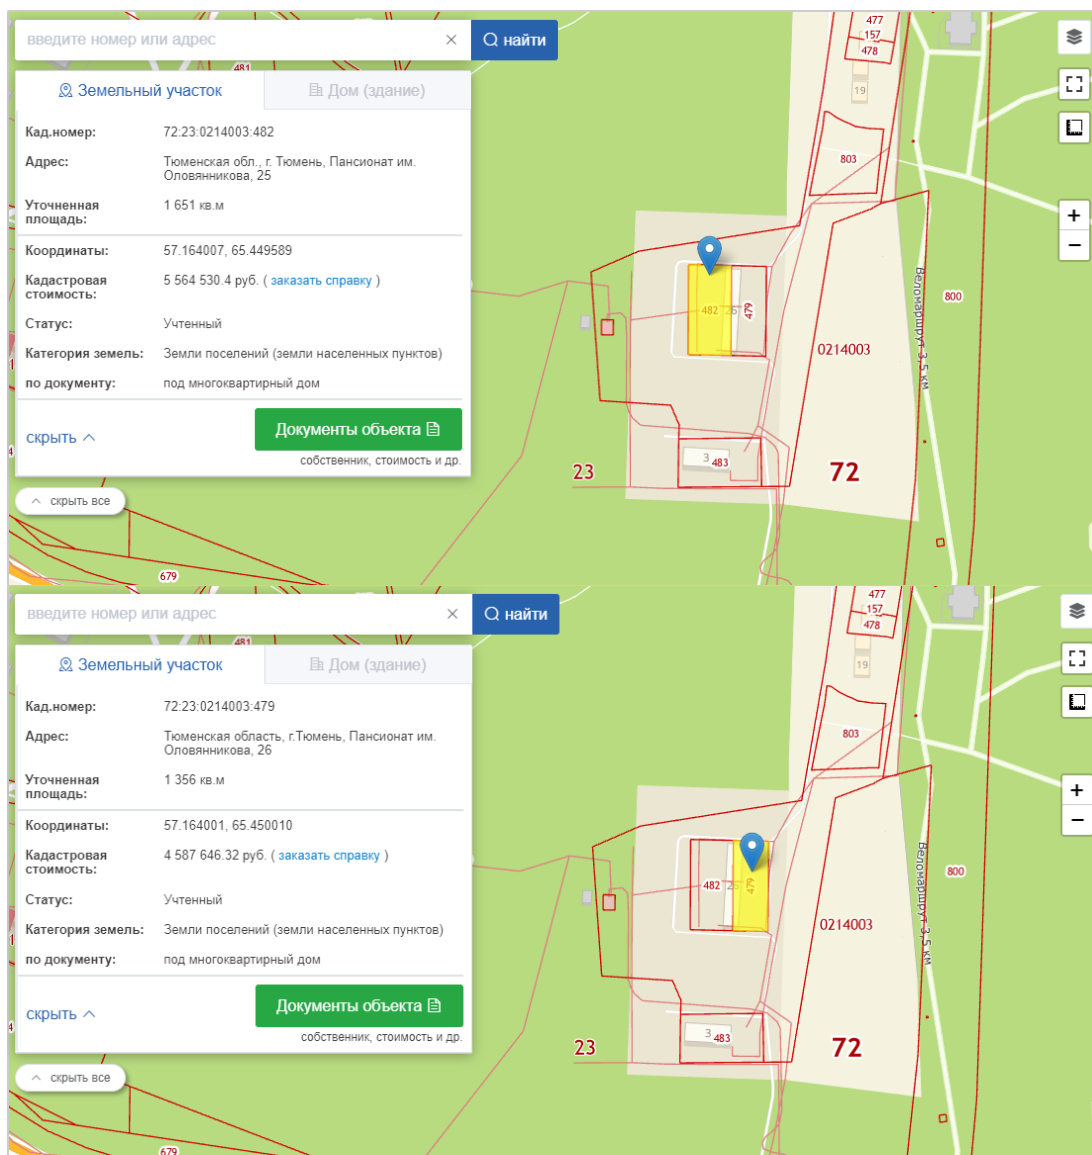 введите номер или адрес
найти
481
Земельный участок
Дом (здание)
Кад.номер:
72:23:0214003:482
Адрес:
Тюменская обл., г. Тюмень, Пансионат им.
Оловянникова, 25
Уточненная
площадь:
1 651 кв.м
Координаты:
57.164007, 65.449589
Кадастровая
стоимость:
5 564 530.4 руб. ( заказать справку )
Статус:
Учтенный
Категория земель:
Земли поселений (земли населенных пунктов)
по документу:
под многоквартирный дом
скрыть
Документы объекта
собственник, стоимость и др.
скрыть все
679
477
157
478
19
803
482
26
479
0214003
800
Веломаршрут 3,5 км
3
483
23
72
+
−
введите номер или адрес
найти
481
Земельный участок
Дом (здание)
Кад.номер:
72:23:0214003:479
Адрес:
Тюменская область, г.Тюмень, Пансионат им.
Оловянникова, 26
Уточненная
площадь:
1 356 кв.м
Координаты:
57.164001, 65.450010
Кадастровая
стоимость:
4 587 646.32 руб. ( заказать справку )
Статус:
Учтенный
Категория земель:
Земли поселений (земли населенных пунктов)
по документу:
под многоквартирный дом
скрыть
Документы объекта
собственник, стоимость и др.
скрыть все
679
477
157
478
19
803
482
479
0214003
800
Веломаршрут 3,5 км
3
483
23
72
+
−